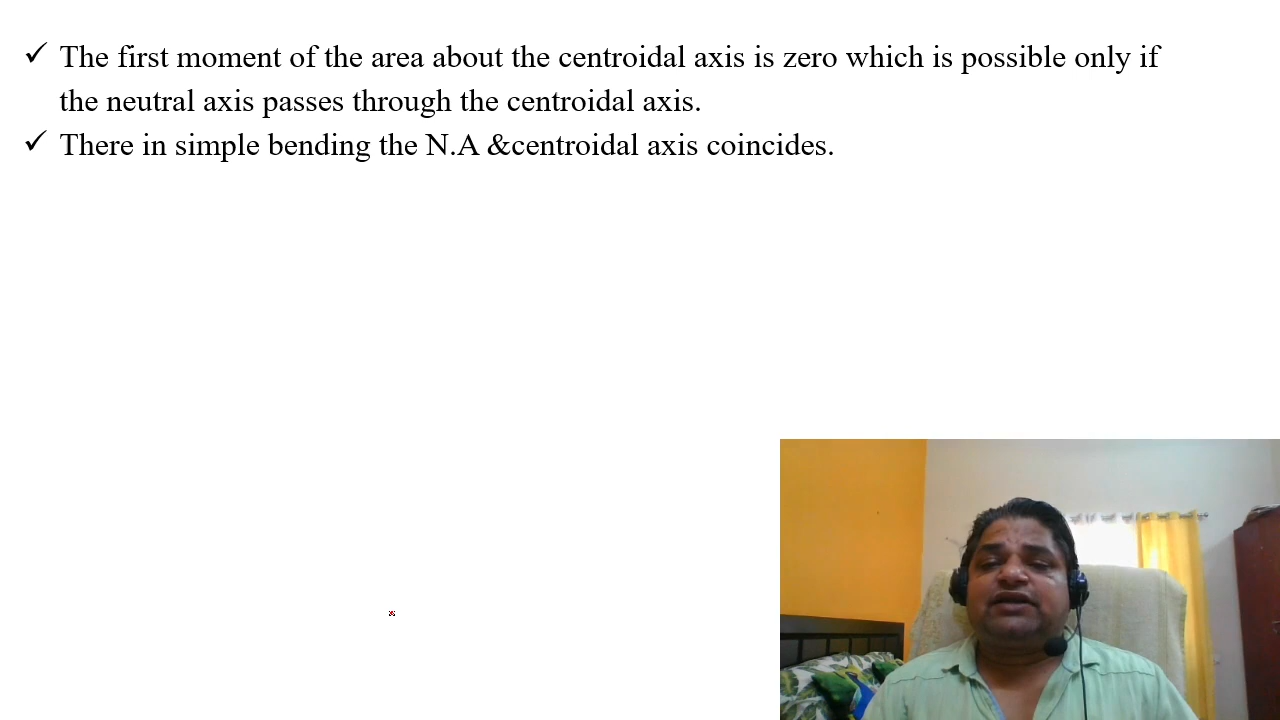 ✓ The first moment of the area about the centroidal axis is zero which is possible only if
the neutral axis passes through the centroidal axis.
✓ There in simple bending the N.A &centroidal axis coincides.